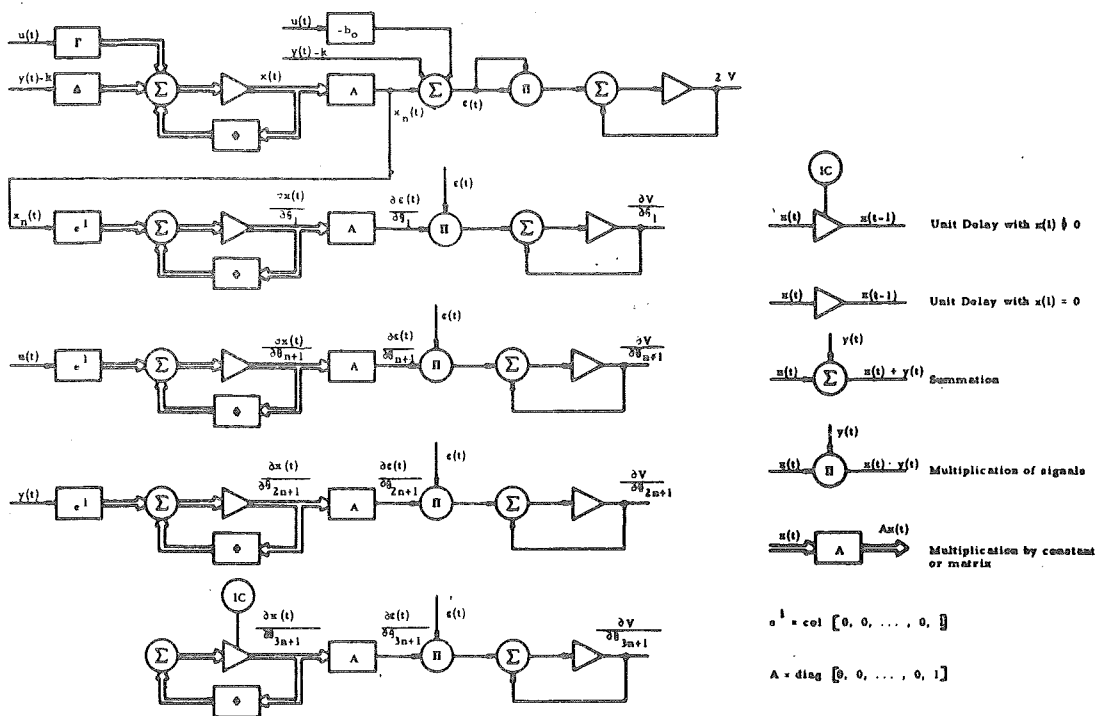 u(t) Γ u(t) -b₀
y(t)-k Δ Σ x(t) A y(t)-k Σ ε(t) Π Σ 2 V
xₙ(t)
Φ
xₙ(t) e¹ Σ ∂x(t)/∂θ₁ A ∂ε(t)/∂θ₁ ε(t) Π Σ ∂V/∂θ₁
Φ
u(t) e¹ Σ ∂x(t)/∂θₙ₊₁ A ∂ε(t)/∂θₙ₊₁ ε(t) Π Σ ∂V/∂θₙ₊₁
Φ
y(t) e¹ Σ ∂x(t)/∂θ₂ₙ₊₁ A ∂ε(t)/∂θ₂ₙ₊₁ ε(t) Π Σ ∂V/∂θ₂ₙ₊₁
Φ
IC
Σ ∂x(t)/∂θ₃ₙ₊₁ A ∂ε(t)/∂θ₃ₙ₊₁ ε(t) Π Σ ∂V/∂θ₃ₙ₊₁
Φ
IC
x(t) x(t-1) Unit Delay with x(1) ≠ 0
x(t) x(t-1) Unit Delay with x(1) = 0
y(t)
x(t) Σ x(t) + y(t) Summation
y(t)
x(t) Π x(t) · y(t) Multiplication of signals
x(t) A Ax(t) Multiplication by constant
or matrix
e¹ = col [0, 0, ... , 0, 1]
A = diag [0, 0, ... , 0, 1]